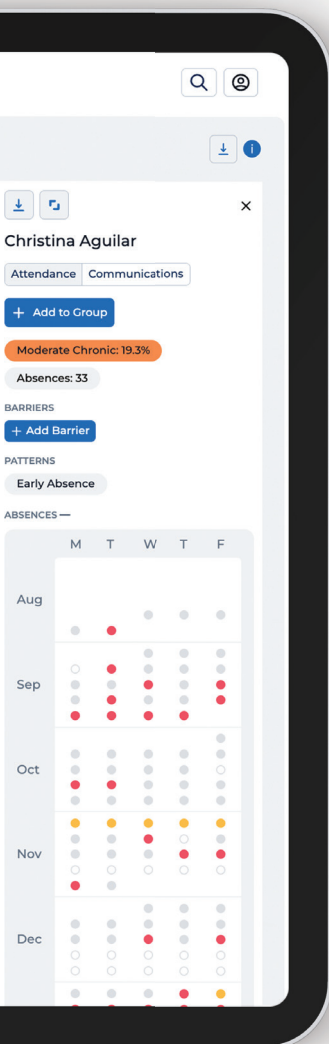 Christina Aguilar
Attendance Communications
+ Add to Group
Moderate Chronic: 19.3%
Absences: 33
BARRIERS
+ Add Barrier
PATTERNS
Early Absence
ABSENCES —
M T W T F
Aug
Sep
Oct
Nov
Dec